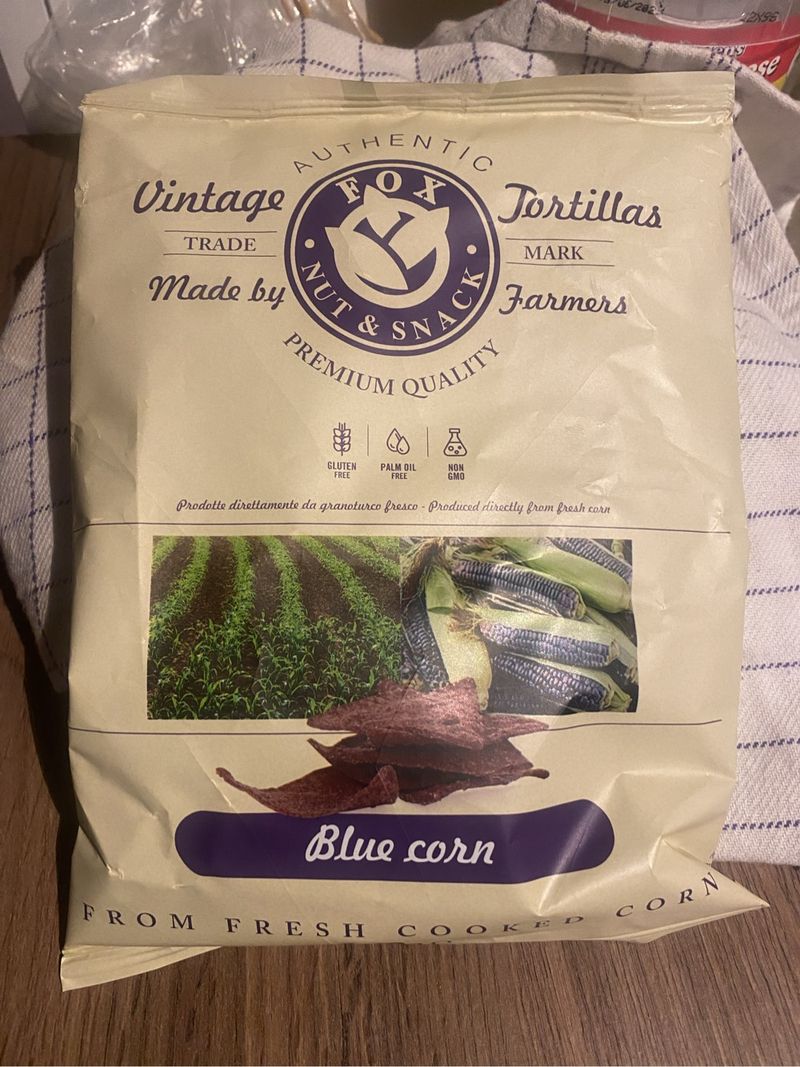 AUTHENTIC
Vintage
Tortillas
TRADE
MARK
Made by
Farmers
FOX
NUT & SNACK
PREMIUM QUALITY
GLUTEN
FREE
PALM OIL
FREE
NON
GMO
Prodotte direttamente da granoturco fresco - Produced directly from fresh corn
Blue corn
FROM FRESH COOKED CORN